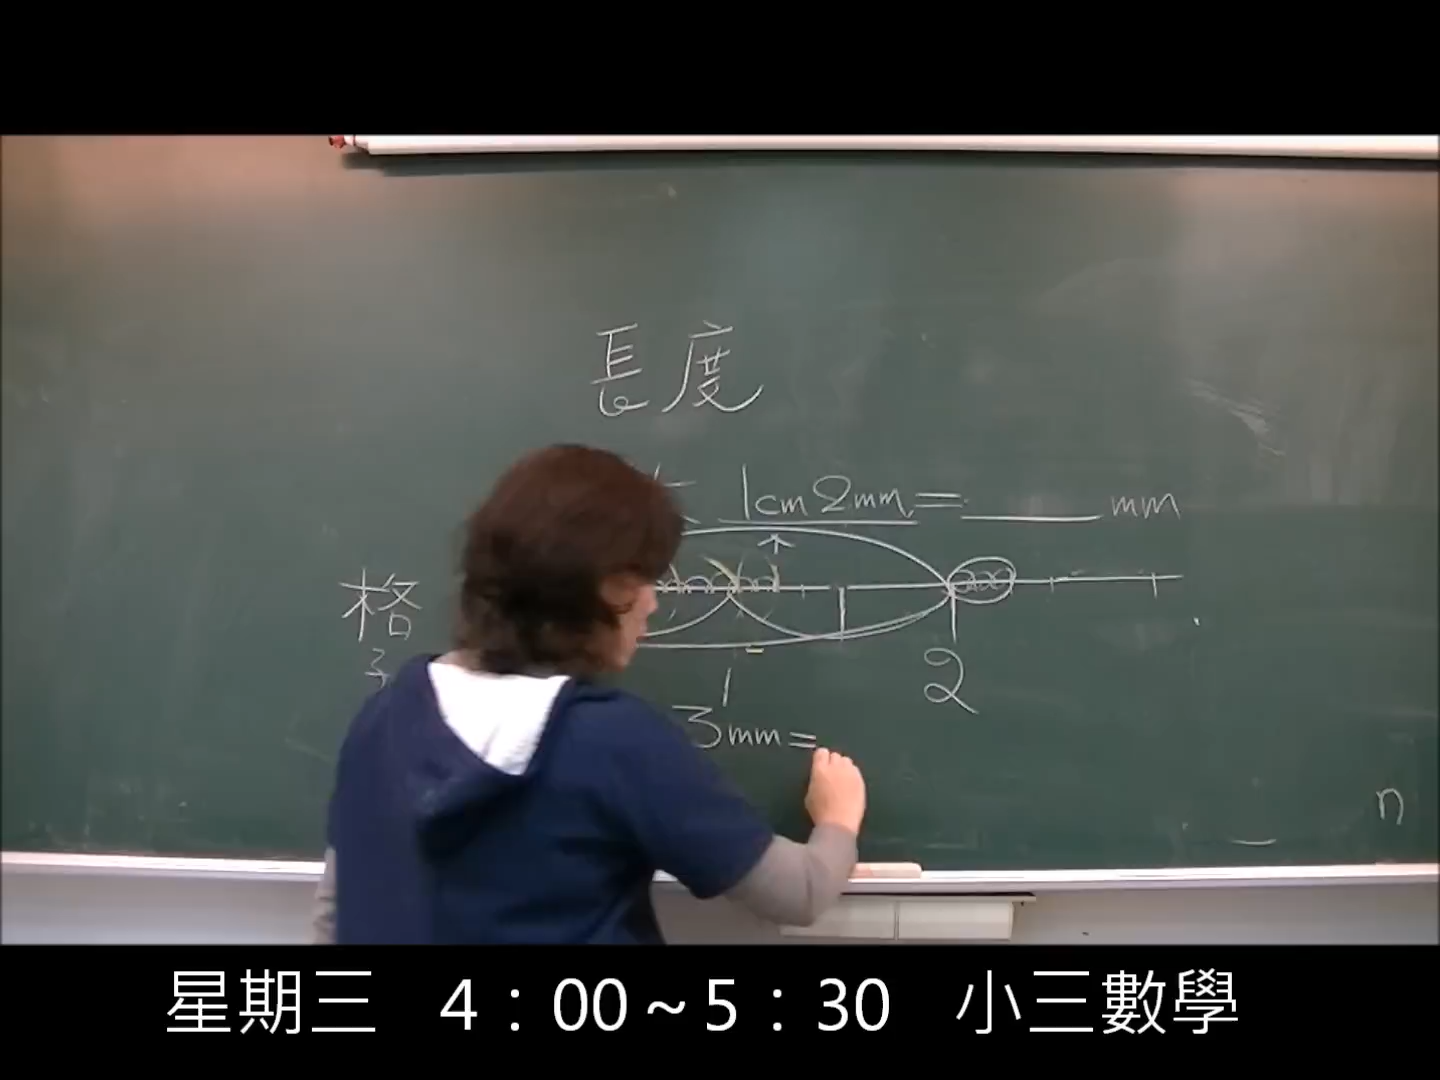 長度
1cm 2mm = ____ mm
格
1 2
3mm =
n
星期三 4：00～5：30 小三數學